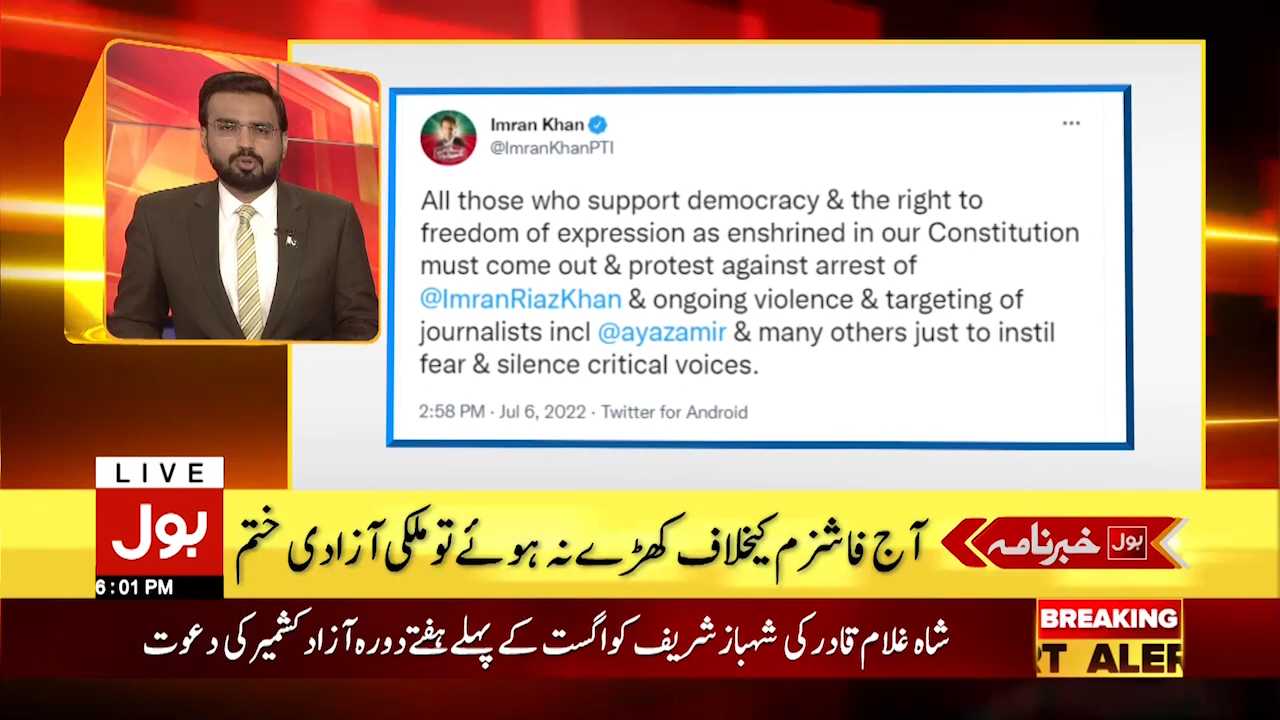 Imran Khan
@ImranKhanPTI
All those who support democracy & the right to
freedom of expression as enshrined in our Constitution
must come out & protest against arrest of
@ImranRiazKhan & ongoing violence & targeting of
journalists incl @ayazamir & many others just to instil
fear & silence critical voices.
2:58 PM · Jul 6, 2022 · Twitter for Android
LIVE
بول
6:01 PM
بول خبرنامہ
آج فاشزم کیخلاف کھڑے نہ ہوئے تو ملکی آزادی ختم
BREAKING
RT ALER
شاہ غلام قادر کی شہباز شریف کو اگست کے پہلے ہفتے دورہ آزاد کشمیر کی دعوت